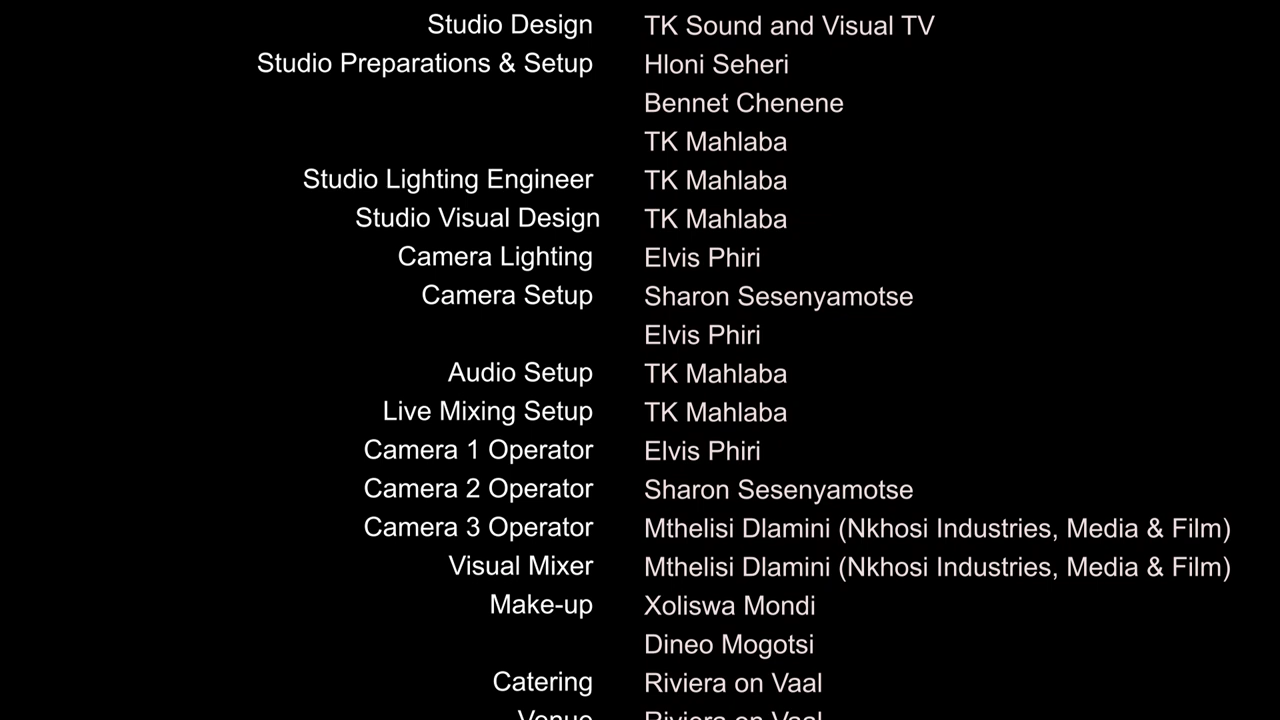 Studio Design TK Sound and Visual TV
Studio Preparations & Setup Hloni Seheri
Bennet Chenene
TK Mahlaba
Studio Lighting Engineer TK Mahlaba
Studio Visual Design TK Mahlaba
Camera Lighting Elvis Phiri
Camera Setup Sharon Sesenyamotse
Elvis Phiri
Audio Setup TK Mahlaba
Live Mixing Setup TK Mahlaba
Camera 1 Operator Elvis Phiri
Camera 2 Operator Sharon Sesenyamotse
Camera 3 Operator Mthelisi Dlamini (Nkhosi Industries, Media & Film)
Visual Mixer Mthelisi Dlamini (Nkhosi Industries, Media & Film)
Make-up Xoliswa Mondi
Dineo Mogotsi
Catering Riviera on Vaal
Venue Riviera on Vaal